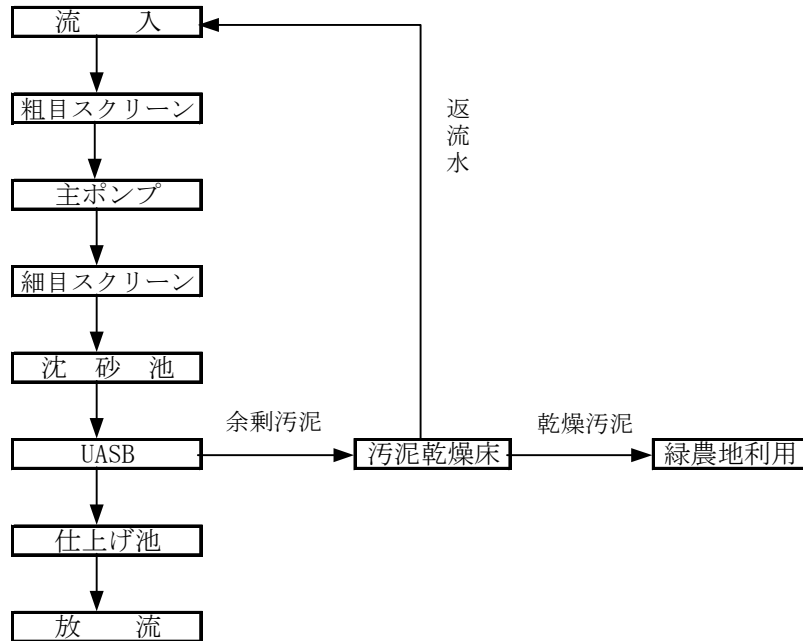 流　入
粗目スクリーン
返流水
主ポンプ
細目スクリーン
沈　砂　池
余剰汚泥
乾燥汚泥
UASB
汚泥乾燥床
緑農地利用
仕上げ池
放　流